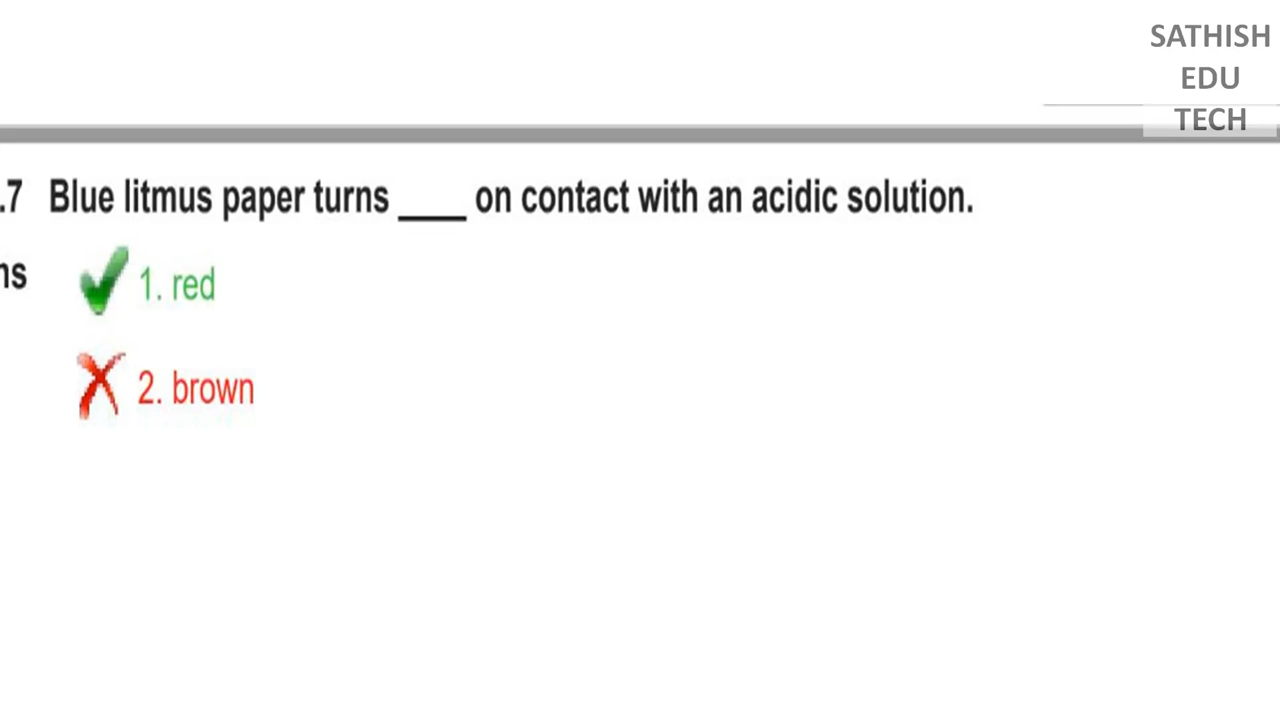 SATHISH
EDU
TECH
.7 Blue litmus paper turns ____ on contact with an acidic solution.
ns
1. red
2. brown